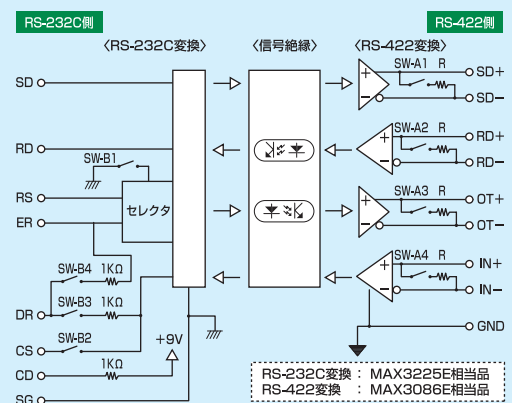 RS-232C側
RS-422側
〈RS-232C変換〉
〈信号絶縁〉
〈RS-422変換〉
SD
SW-A1 R
SD+
SD−
RD
SW-B1
SW-A2 R
RD+
RD−
RS
ER
セレクタ
SW-A3 R
OT+
OT−
SW-B4 1KΩ
SW-A4 R
IN+
IN−
DR
SW-B3 1KΩ
CS
SW-B2
+9V
GND
CD
1KΩ
SG
RS-232C変換 : MAX3225E相当品
RS-422変換 : MAX3086E相当品